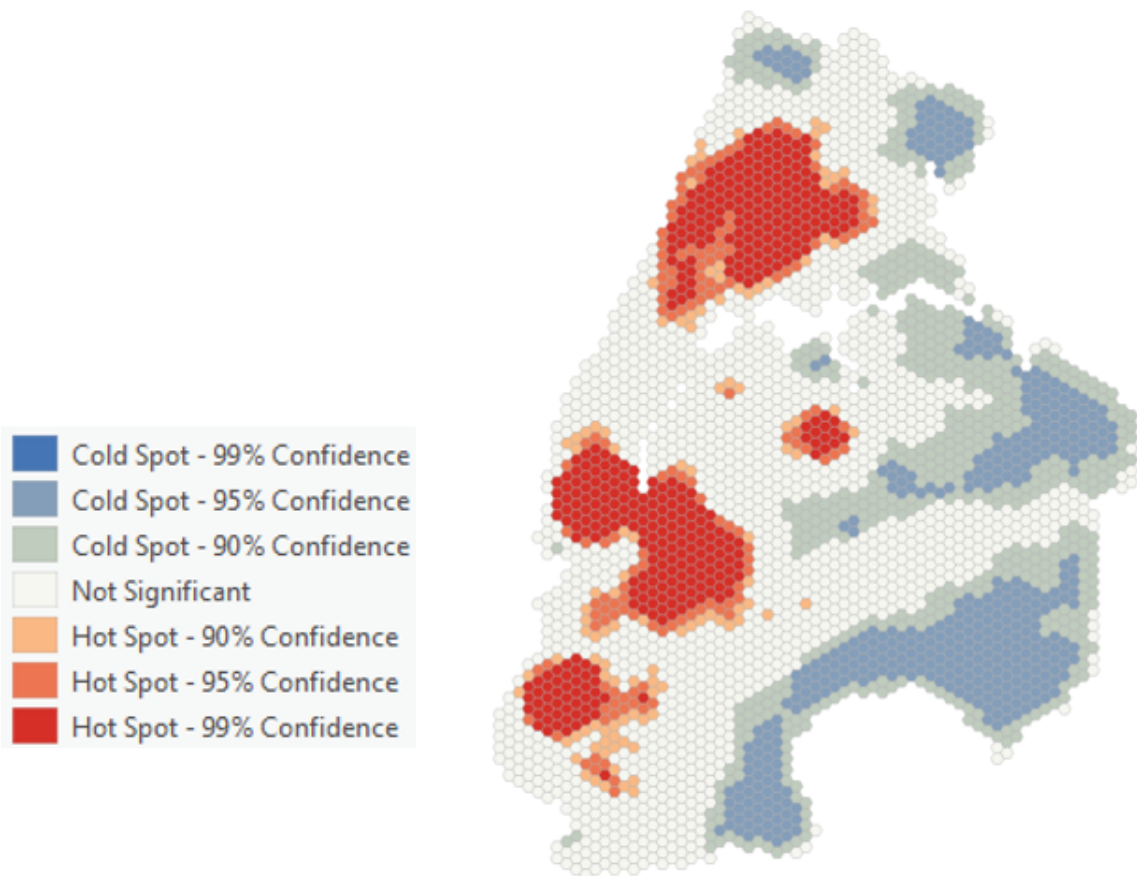 Cold Spot - 99% Confidence
Cold Spot - 95% Confidence
Cold Spot - 90% Confidence
Not Significant
Hot Spot - 90% Confidence
Hot Spot - 95% Confidence
Hot Spot - 99% Confidence